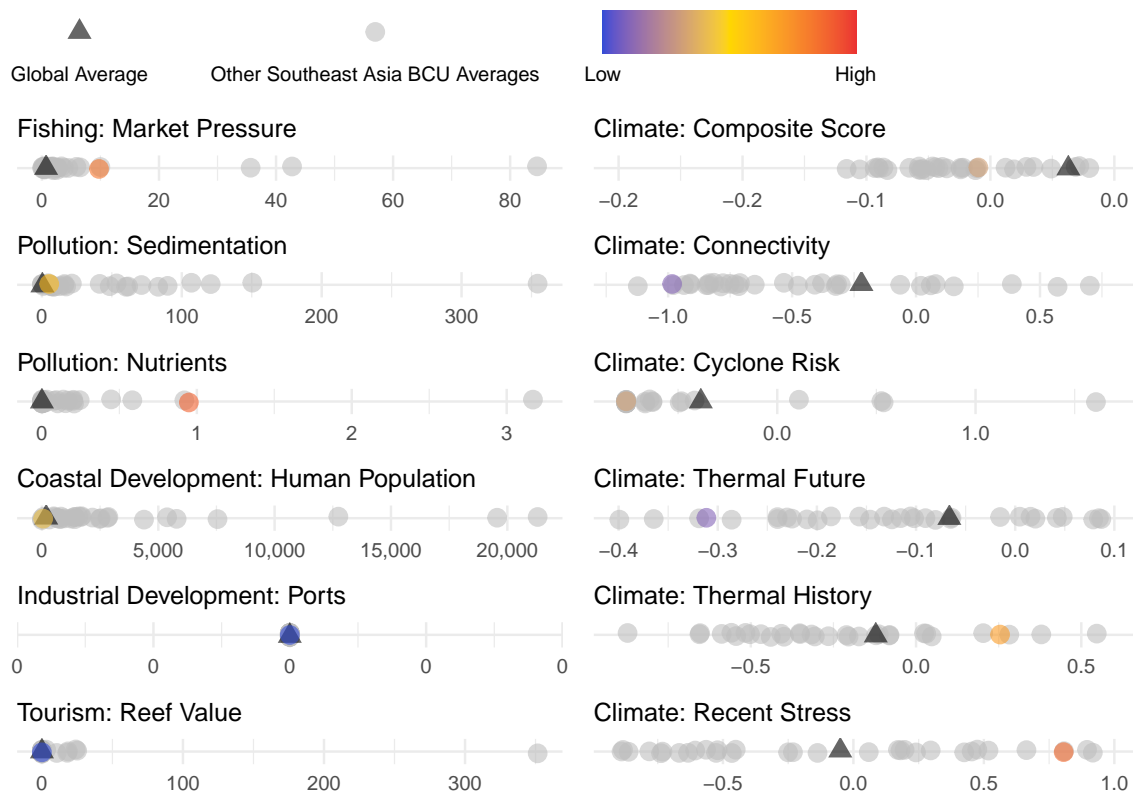 Global Average
Other Southeast Asia BCU Averages
Low
High
Fishing: Market Pressure
0 20 40 60 80
Climate: Composite Score
−0.2 −0.2 −0.1 0.0 0.0
Pollution: Sedimentation
0 100 200 300
Climate: Connectivity
−1.0 −0.5 0.0 0.5
Pollution: Nutrients
0 1 2 3
Climate: Cyclone Risk
0.0 1.0
Coastal Development: Human Population
0 5,000 10,000 15,000 20,000
Climate: Thermal Future
−0.4 −0.3 −0.2 −0.1 0.0 0.1
Industrial Development: Ports
0 0 0 0 0
Climate: Thermal History
−0.5 0.0 0.5
Tourism: Reef Value
0 100 200 300
Climate: Recent Stress
−0.5 0.0 0.5 1.0